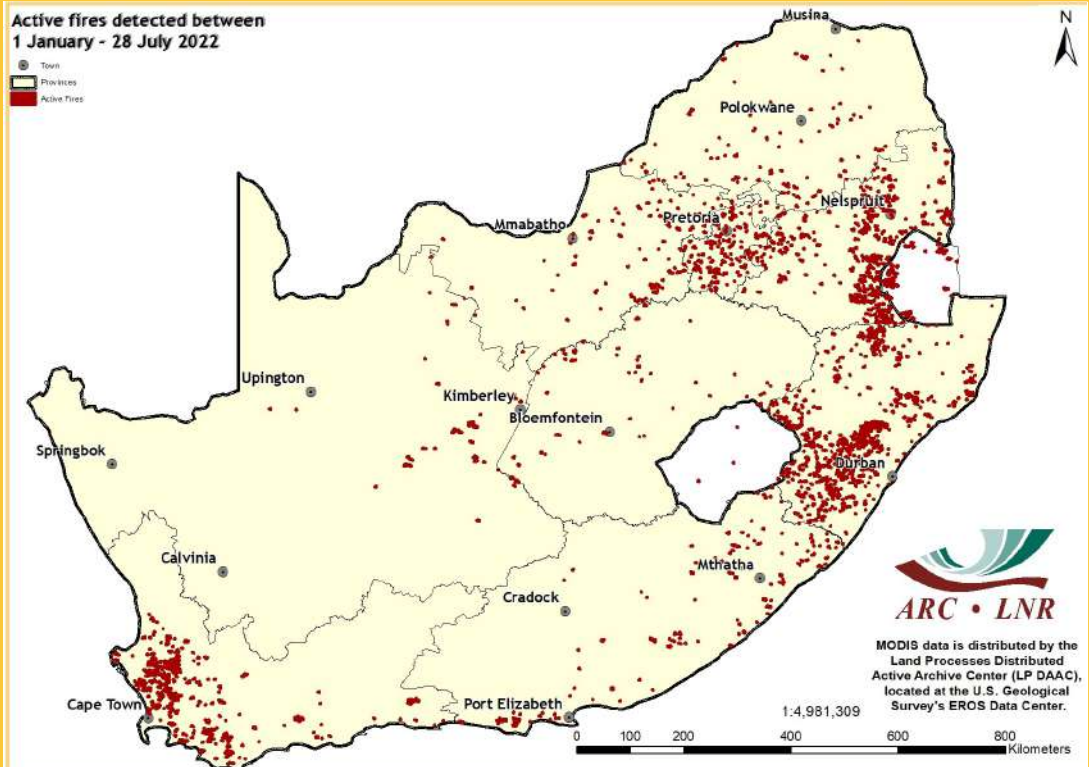 Active fires detected between
1 January - 28 July 2022
Town
Provinces
Active Fires
N
Musina
Polokwane
Nelspruit
Pretoria
Mmabatho
Upington
Kimberley
Bloemfontein
Springbok
Durban
Calvinia
Mthatha
Cradock
Cape Town
Port Elizabeth
ARC • LNR
MODIS data is distributed by the
Land Processes Distributed
Active Archive Center (LP DAAC),
located at the U.S. Geological
Survey's EROS Data Center.
1:4,981,309
0 100 200 400 600 800
Kilometers